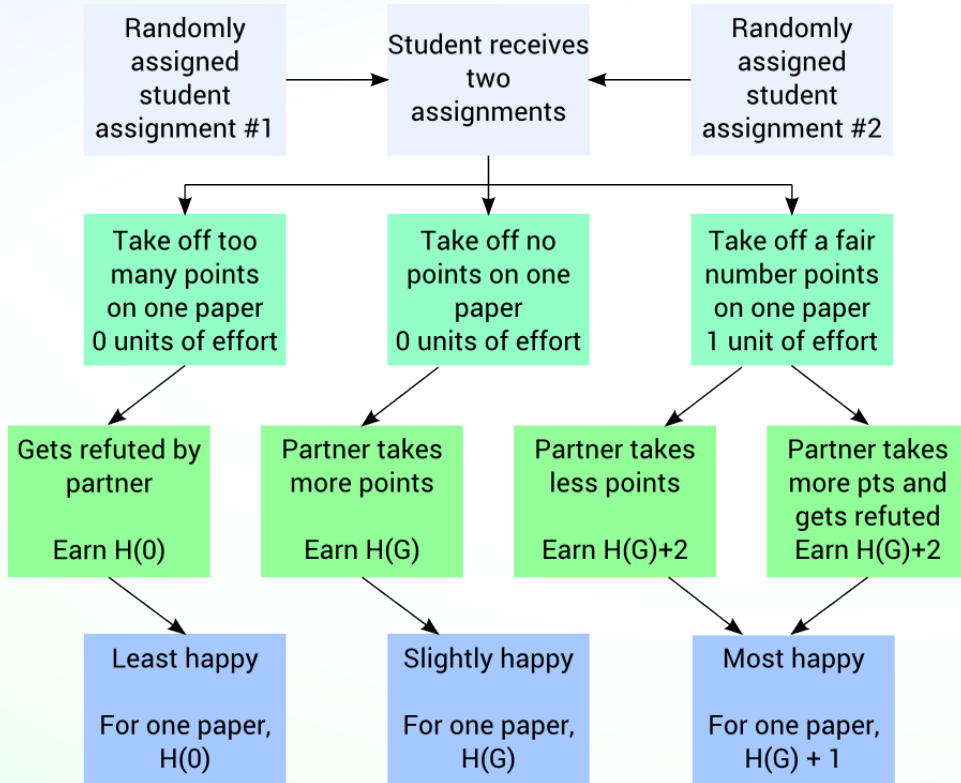 Randomly
assigned
student
assignment #1
Student receives
two
assignments
Randomly
assigned
student
assignment #2
Take off too
many points
on one paper
0 units of effort
Take off no
points on one
paper
0 units of effort
Take off a fair
number points
on one paper
1 unit of effort
Gets refuted by
partner
Earn H(0)
Partner takes
more points
Earn H(G)
Partner takes
less points
Earn H(G)+2
Partner takes
more pts and
gets refuted
Earn H(G)+2
Least happy
For one paper,
H(0)
Slightly happy
For one paper,
H(G)
Most happy
For one paper,
H(G) + 1